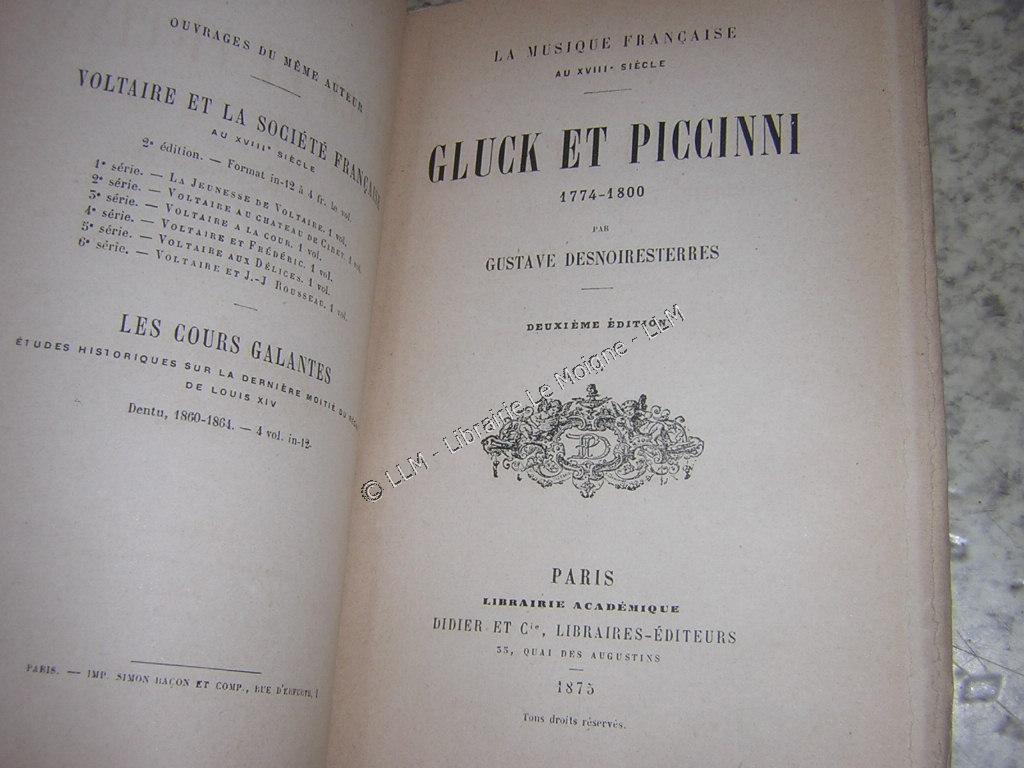 OUVRAGES DU MÊME AUTEUR
VOLTAIRE ET LA SOCIÉTÉ FRANÇAISE
AU XVIIIe SIÈCLE
2e édition. — Format in-12 à 4 fr. le vol.
1e série. — LA JEUNESSE DE VOLTAIRE. 1 vol.
2e série. — VOLTAIRE AU CHATEAU DE CIREY. 1 vol.
3e série. — VOLTAIRE A LA COUR. 1 vol.
4e série. — VOLTAIRE ET FRÉDÉRIC. 1 vol.
5e série. — VOLTAIRE AUX DÉLICES. 1 vol.
6e série. — VOLTAIRE ET J.-J ROUSSEAU. 1 vol.
LES COURS GALANTES
ÉTUDES HISTORIQUES SUR LA DERNIÈRE MOITIÉ DU
DE LOUIS XIV
Dentu, 1860-1864. — 4 vol. in-12.
PARIS. — IMP. SIMON RAÇON ET COMP., RUE D'ERFURTH, 1
LA MUSIQUE FRANÇAISE
AU XVIIIe SIÈCLE
GLUCK ET PICCINNI
1774-1800
PAR
GUSTAVE DESNOIRESTERRES
DEUXIÈME ÉDITION
© LLM - Librairie Le Moigne - LLM
PARIS
LIBRAIRIE ACADÉMIQUE
DIDIER ET Cie, LIBRAIRES-ÉDITEURS
35, QUAI DES AUGUSTINS
1875
Tous droits réservés.